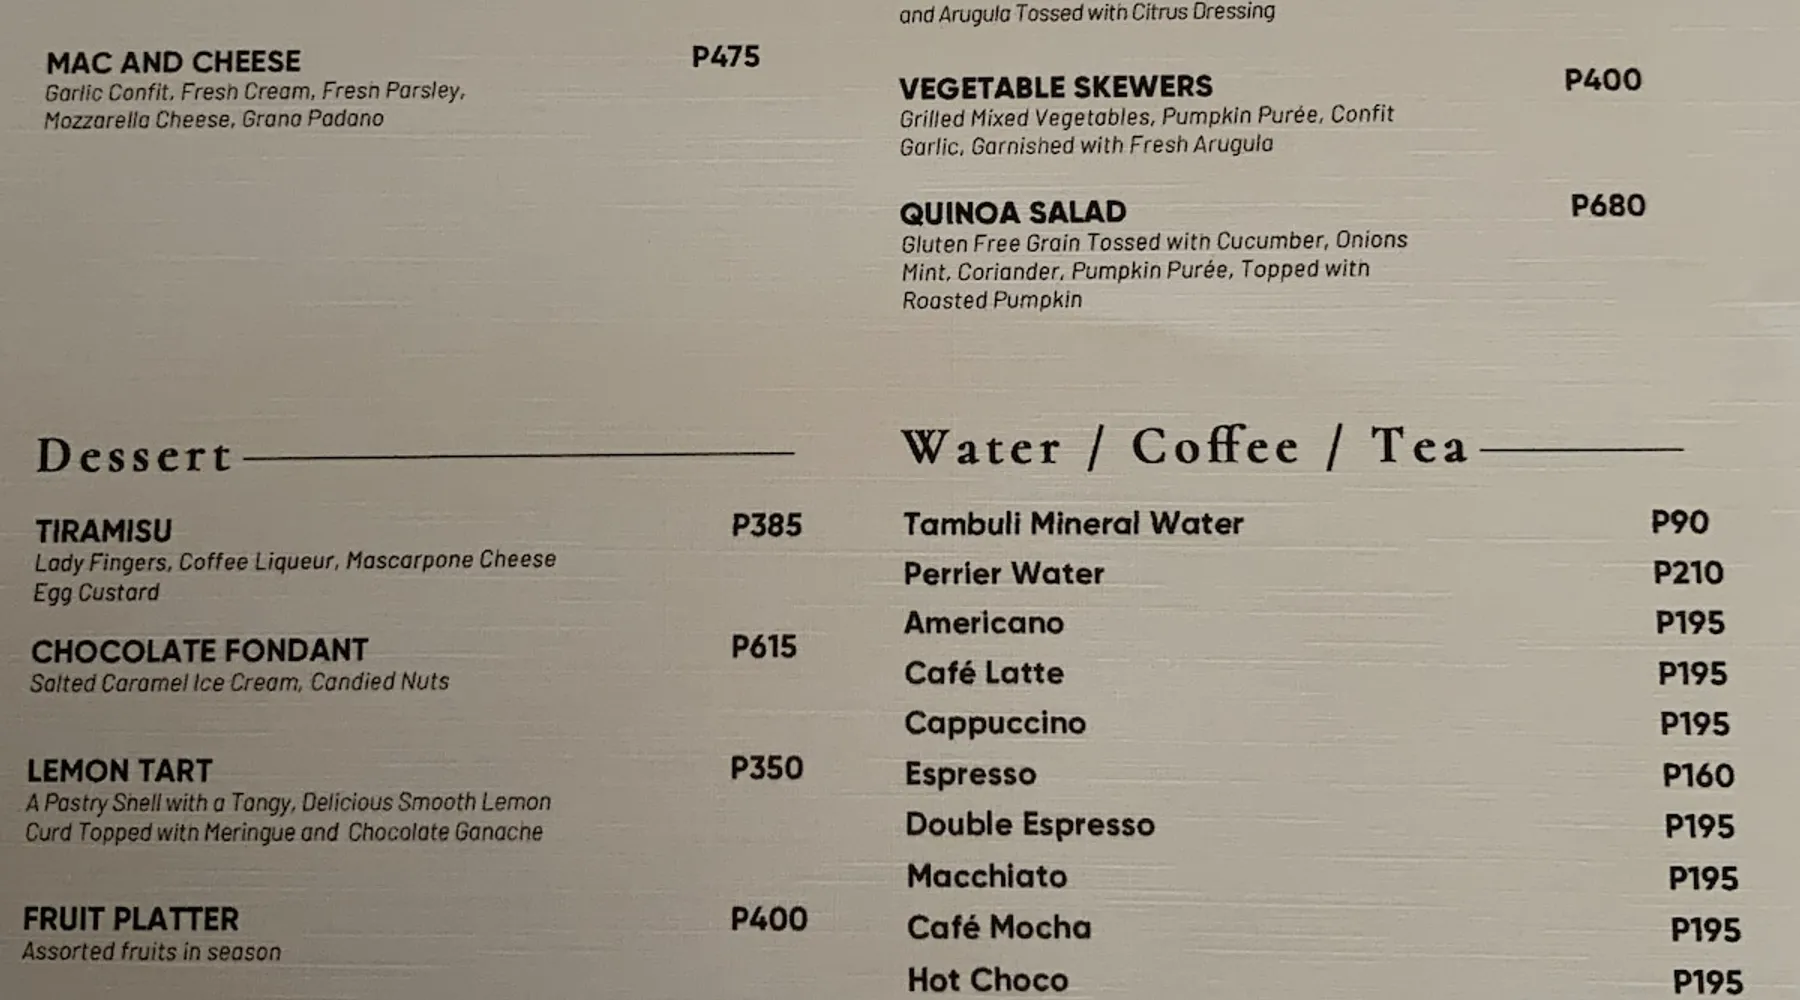 MAC AND CHEESE P475
Garlic Confit, Fresh Cream, Fresh Parsley,
Mozzarella Cheese, Grana Padano
and Arugula Tossed with Citrus Dressing
VEGETABLE SKEWERS P400
Grilled Mixed Vegetables, Pumpkin Purée, Confit
Garlic, Garnished with Fresh Arugula
QUINOA SALAD P680
Gluten Free Grain Tossed with Cucumber, Onions
Mint, Coriander, Pumpkin Purée, Topped with
Roasted Pumpkin
Dessert
TIRAMISU P385
Lady Fingers, Coffee Liqueur, Mascarpone Cheese
Egg Custard
CHOCOLATE FONDANT P615
Salted Caramel Ice Cream, Candied Nuts
LEMON TART P350
A Pastry Shell with a Tangy, Delicious Smooth Lemon
Curd Topped with Meringue and Chocolate Ganache
FRUIT PLATTER P400
Assorted fruits in season
Water / Coffee / Tea
Tambuli Mineral Water P90
Perrier Water P210
Americano P195
Café Latte P195
Cappuccino P195
Espresso P160
Double Espresso P195
Macchiato P195
Café Mocha P195
Hot Choco P195